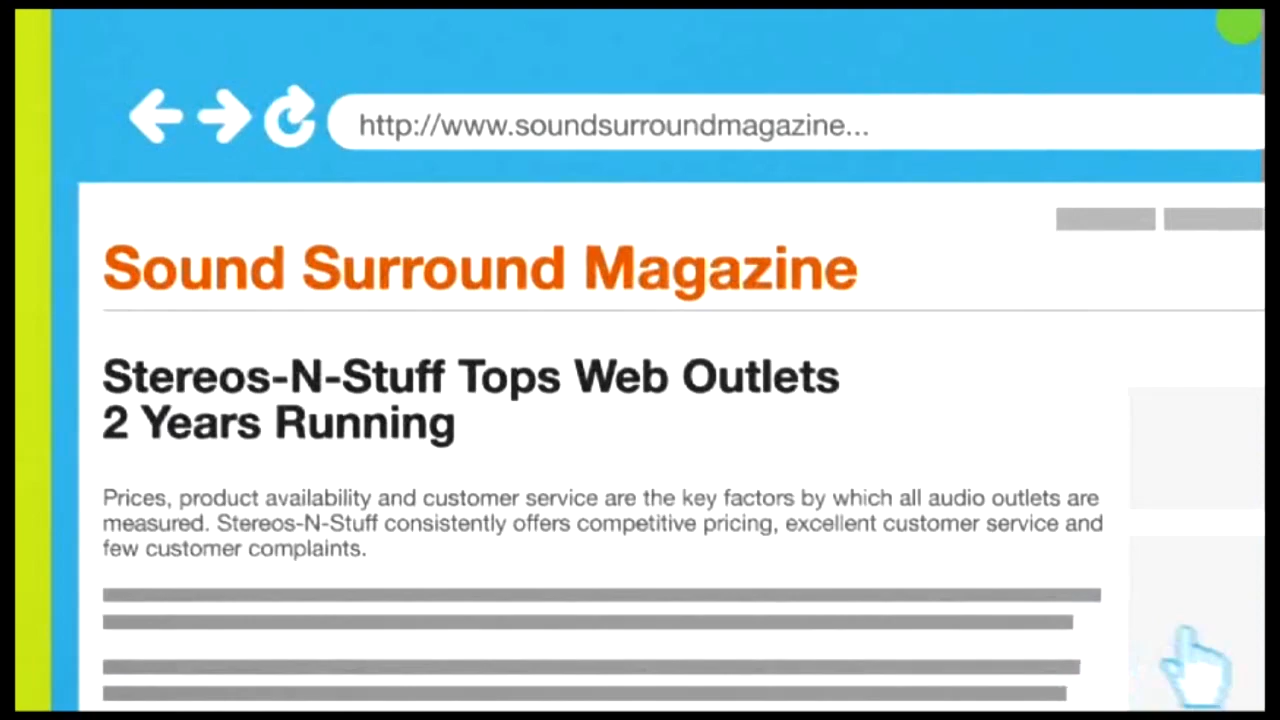 http://www.soundsurroundmagazine...
Sound Surround Magazine
Stereos-N-Stuff Tops Web Outlets
2 Years Running
Prices, product availability and customer service are the key factors by which all audio outlets are
measured. Stereos-N-Stuff consistently offers competitive pricing, excellent customer service and
few customer complaints.